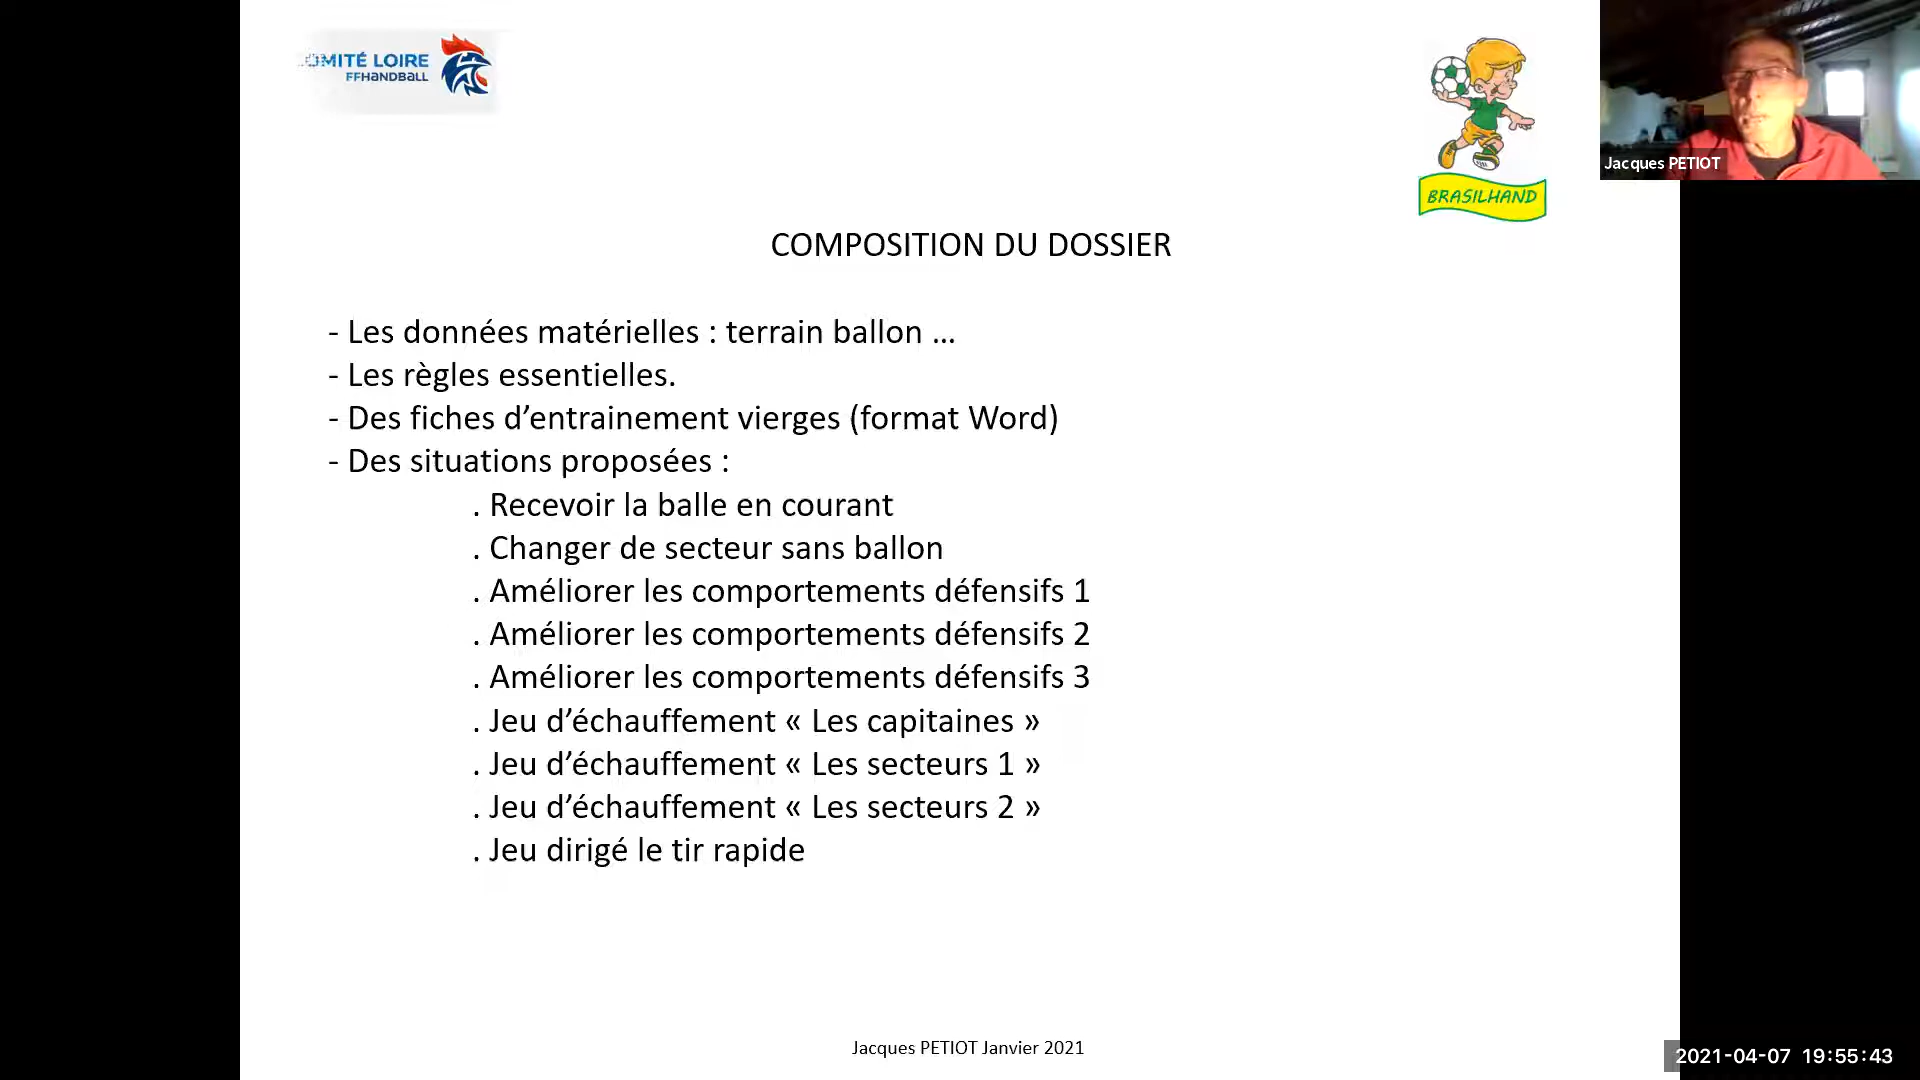 COMITÉ LOIRE
FFHANDBALL
BRASILHAND
Jacques PETIOT
COMPOSITION DU DOSSIER
- Les données matérielles : terrain ballon ...
- Les règles essentielles.
- Des fiches d’entrainement vierges (format Word)
- Des situations proposées :
. Recevoir la balle en courant
. Changer de secteur sans ballon
. Améliorer les comportements défensifs 1
. Améliorer les comportements défensifs 2
. Améliorer les comportements défensifs 3
. Jeu d’échauffement « Les capitaines »
. Jeu d’échauffement « Les secteurs 1 »
. Jeu d’échauffement « Les secteurs 2 »
. Jeu dirigé le tir rapide
Jacques PETIOT Janvier 2021
2021-04-07 19:55:43